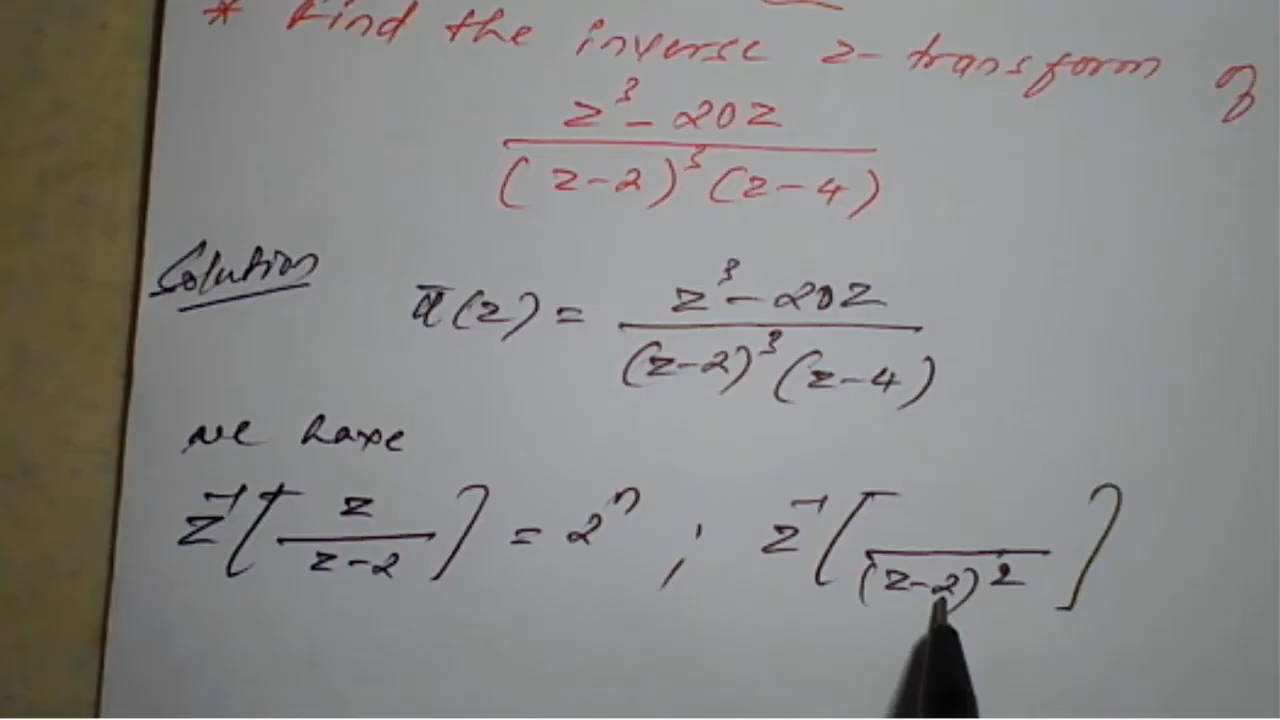 * Find the inverse z-transform of
z³ - 20z
(z-2)³ (z-4)
Solution
ū(z) = z³ - 20z / (z-2)³ (z-4)
we have
z⁻¹[z / z-2] = 2ⁿ ; z⁻¹[ / (z-2)²]